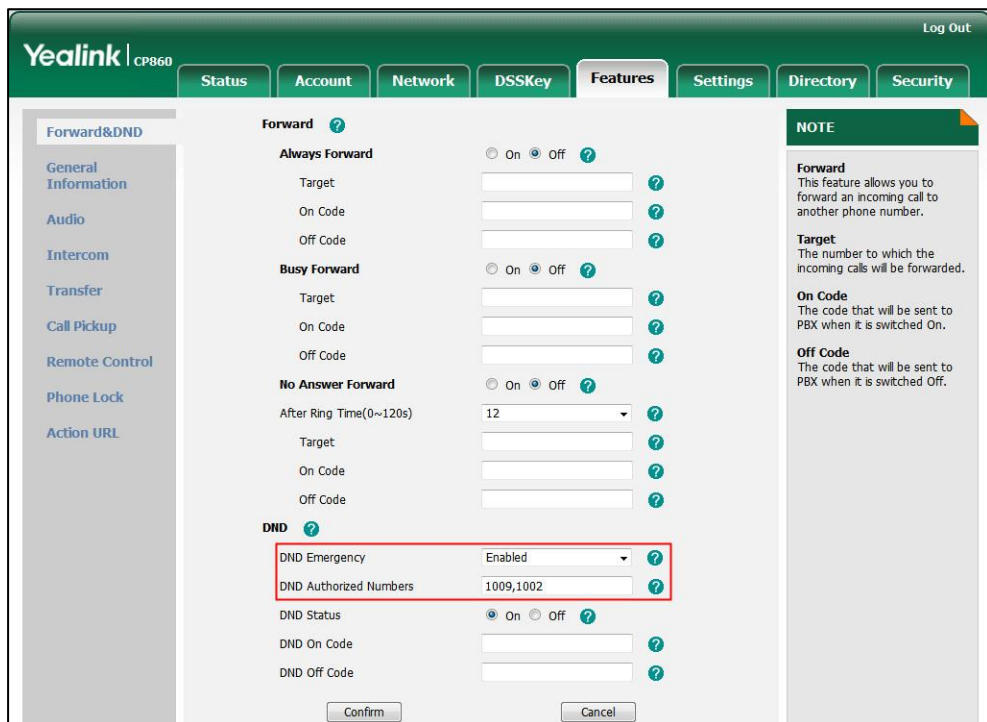 Log Out
Yealink CP860
Status Account Network DSSKey Features Settings Directory Security
Forward&DND
General
Information
Audio
Intercom
Transfer
Call Pickup
Remote Control
Phone Lock
Action URL
Forward ?
Always Forward On Off ?
Target ?
On Code ?
Off Code ?
Busy Forward On Off ?
Target ?
On Code ?
Off Code ?
No Answer Forward On Off ?
After Ring Time(0~120s) 12 ?
Target ?
On Code ?
Off Code ?
DND ?
DND Emergency Enabled ?
DND Authorized Numbers 1009,1002 ?
DND Status On Off ?
DND On Code ?
DND Off Code ?
Confirm Cancel
NOTE
Forward
This feature allows you to
forward an incoming call to
another phone number.
Target
The number to which the
incoming calls will be forwarded.
On Code
The code that will be sent to
PBX when it is switched On.
Off Code
The code that will be sent to
PBX when it is switched Off.